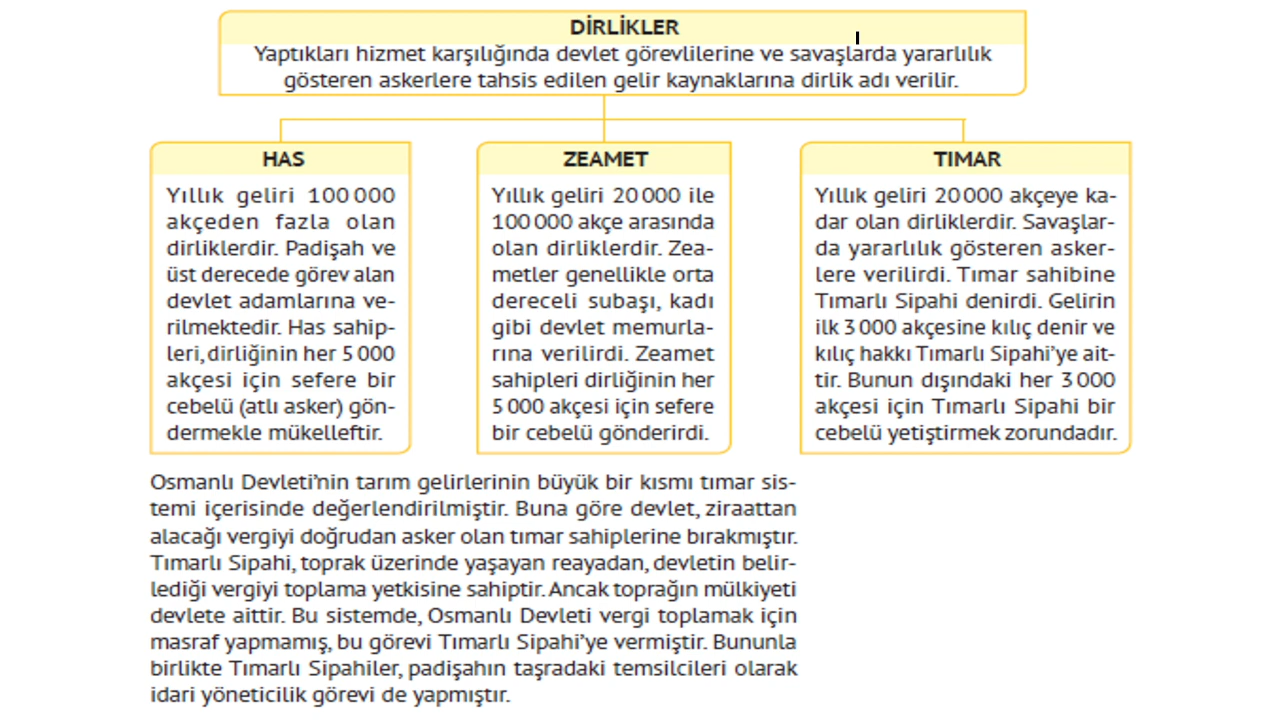 DİRLİKLER
Yaptıkları hizmet karşılığında devlet görevlilerine ve savaşlarda yararlılık
gösteren askerlere tahsis edilen gelir kaynaklarına dirlik adı verilir.
HAS
Yıllık geliri 100 000
akçeden fazla olan
dirliklerdir. Padişah ve
üst derecede görev alan
devlet adamlarına ve-
rilmektedir. Has sahip-
leri, dirliğinin her 5 000
akçesi için sefere bir
cebelü (atlı asker) gön-
dermekle mükelleftir.
ZEAMET
Yıllık geliri 20 000 ile
100 000 akçe arasında
olan dirliklerdir. Zea-
metler genellikle orta
dereceli subaşı, kadı
gibi devlet memurla-
rına verilirdi. Zeamet
sahipleri dirliğinin her
5 000 akçesi için sefere
bir cebelü gönderirdi.
TIMAR
Yıllık geliri 20 000 akçeye ka-
dar olan dirliklerdir. Savaşlar-
da yararlılık gösteren asker-
lere verilirdi. Tımar sahibine
Tımarlı Sipahi denirdi. Gelirin
ilk 3 000 akçesine kılıç denir ve
kılıç hakkı Tımarlı Sipahi’ye ait-
tir. Bunun dışındaki her 3 000
akçesi için Tımarlı Sipahi bir
cebelü yetiştirmek zorundadır.
Osmanlı Devleti’nin tarım gelirlerinin büyük bir kısmı tımar sis-
temi içerisinde değerlendirilmiştir. Buna göre devlet, ziraattan
alacağı vergiyi doğrudan asker olan tımar sahiplerine bırakmıştır.
Tımarlı Sipahi, toprak üzerinde yaşayan reayadan, devletin belir-
lediği vergiyi toplama yetkisine sahiptir. Ancak toprağın mülkiyeti
devlete aittir. Bu sistemde, Osmanlı Devleti vergi toplamak için
masraf yapmamış, bu görevi Tımarlı Sipahi’ye vermiştir. Bununla
birlikte Tımarlı Sipahiler, padişahın taşradaki temsilcileri olarak
idari yöneticilik görevi de yapmıştır.